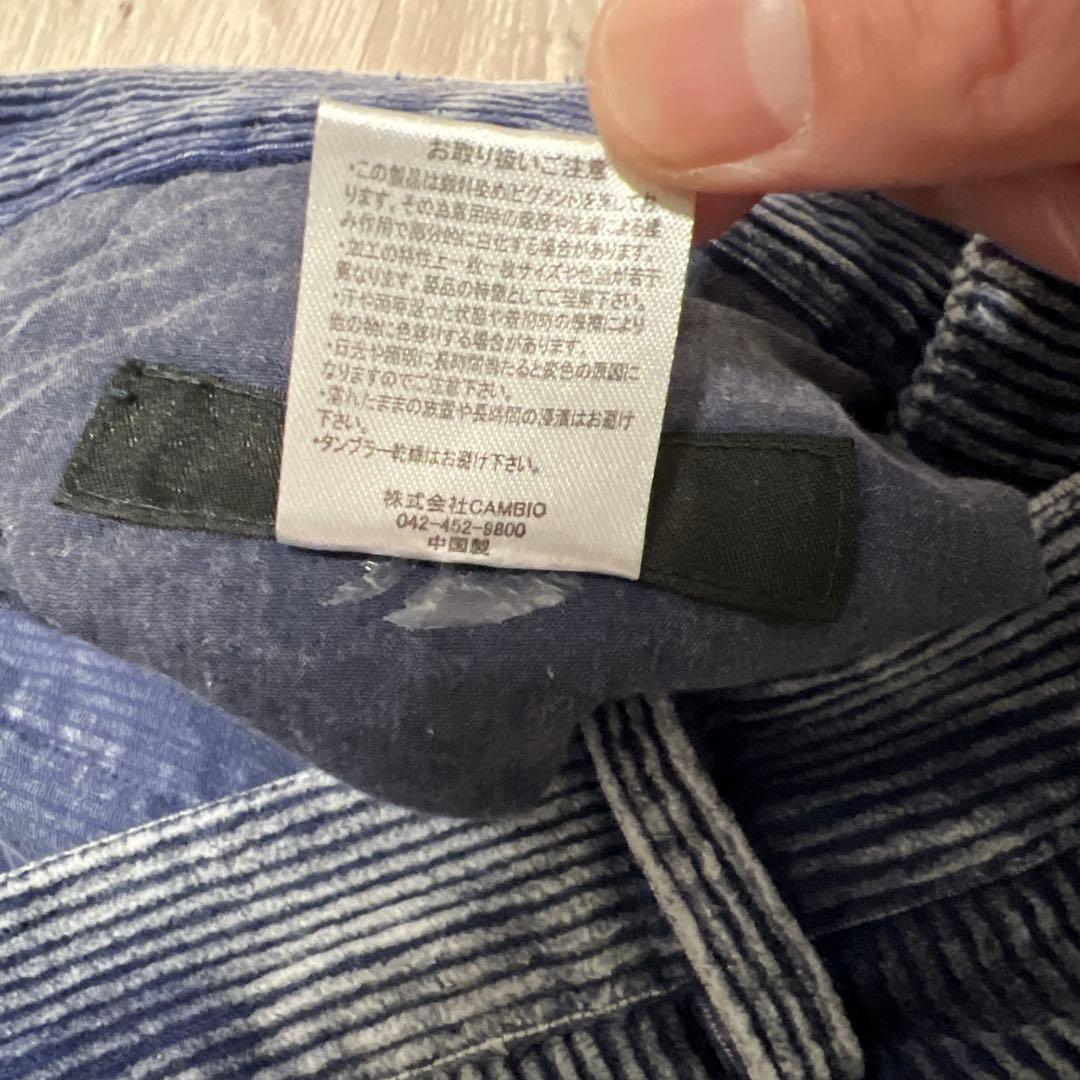 お取り扱いご注意
・この製品は顔料染めピグメントを
ります。その為着用時の摩擦や洗濯による揉
み作用で部分的に白化する場合があります。
・加工の特性上一枚一枚サイズや色目が若干
異なります。製品の特徴としてご理解下さい。
・汗や雨等湿った状態や着用時の摩擦により
他の物に色移りする場合があります。
・日光や照明に長時間当たると変色の原因に
なりますのでご注意下さい。
・濡れたままの放置や長時間の浸漬はお避け
下さい。
・タンブラー乾燥はお避け下さい。
株式会社CAMBIO
042-452-9800
中国製